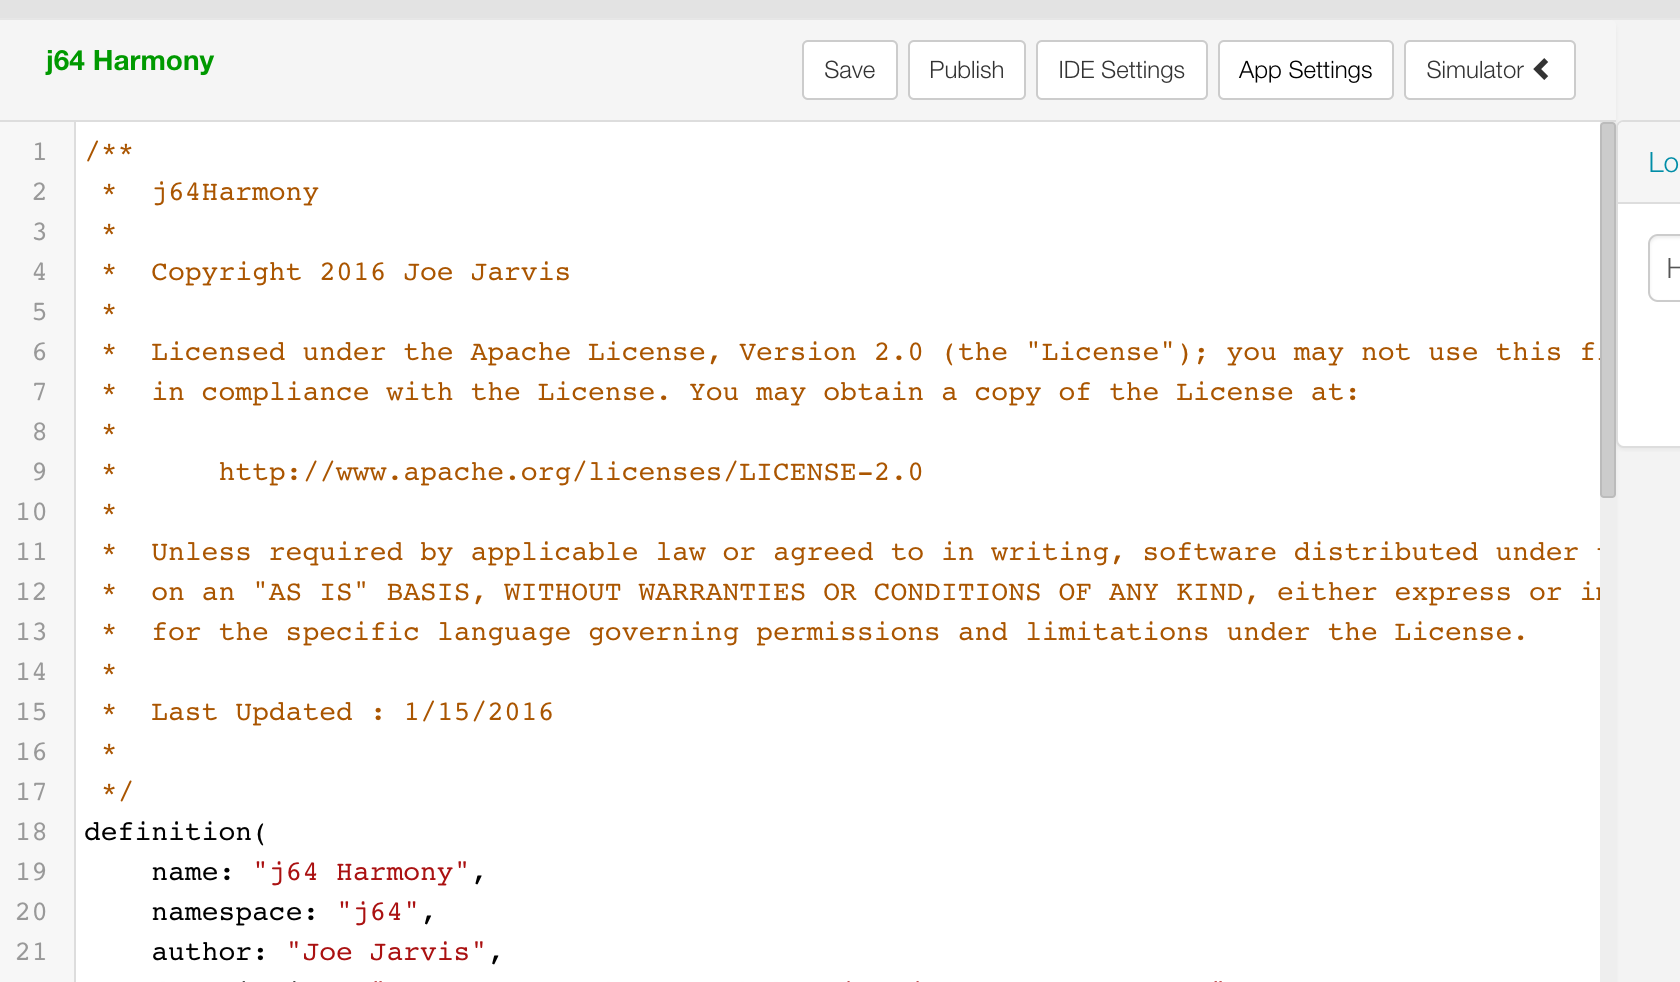 j64 Harmony
Save Publish IDE Settings App Settings Simulator
1 /**
2 * j64Harmony
3 *
4 * Copyright 2016 Joe Jarvis
5 *
6 * Licensed under the Apache License, Version 2.0 (the "License"); you may not use this
7 * in compliance with the License. You may obtain a copy of the License at:
8 *
9 * http://www.apache.org/licenses/LICENSE-2.0
10 *
11 * Unless required by applicable law or agreed to in writing, software distributed under
12 * on an "AS IS" BASIS, WITHOUT WARRANTIES OR CONDITIONS OF ANY KIND, either express or
13 * for the specific language governing permissions and limitations under the License.
14 *
15 * Last Updated : 1/15/2016
16 *
17 */
18 definition(
19 name: "j64 Harmony",
20 namespace: "j64",
21 author: "Joe Jarvis",